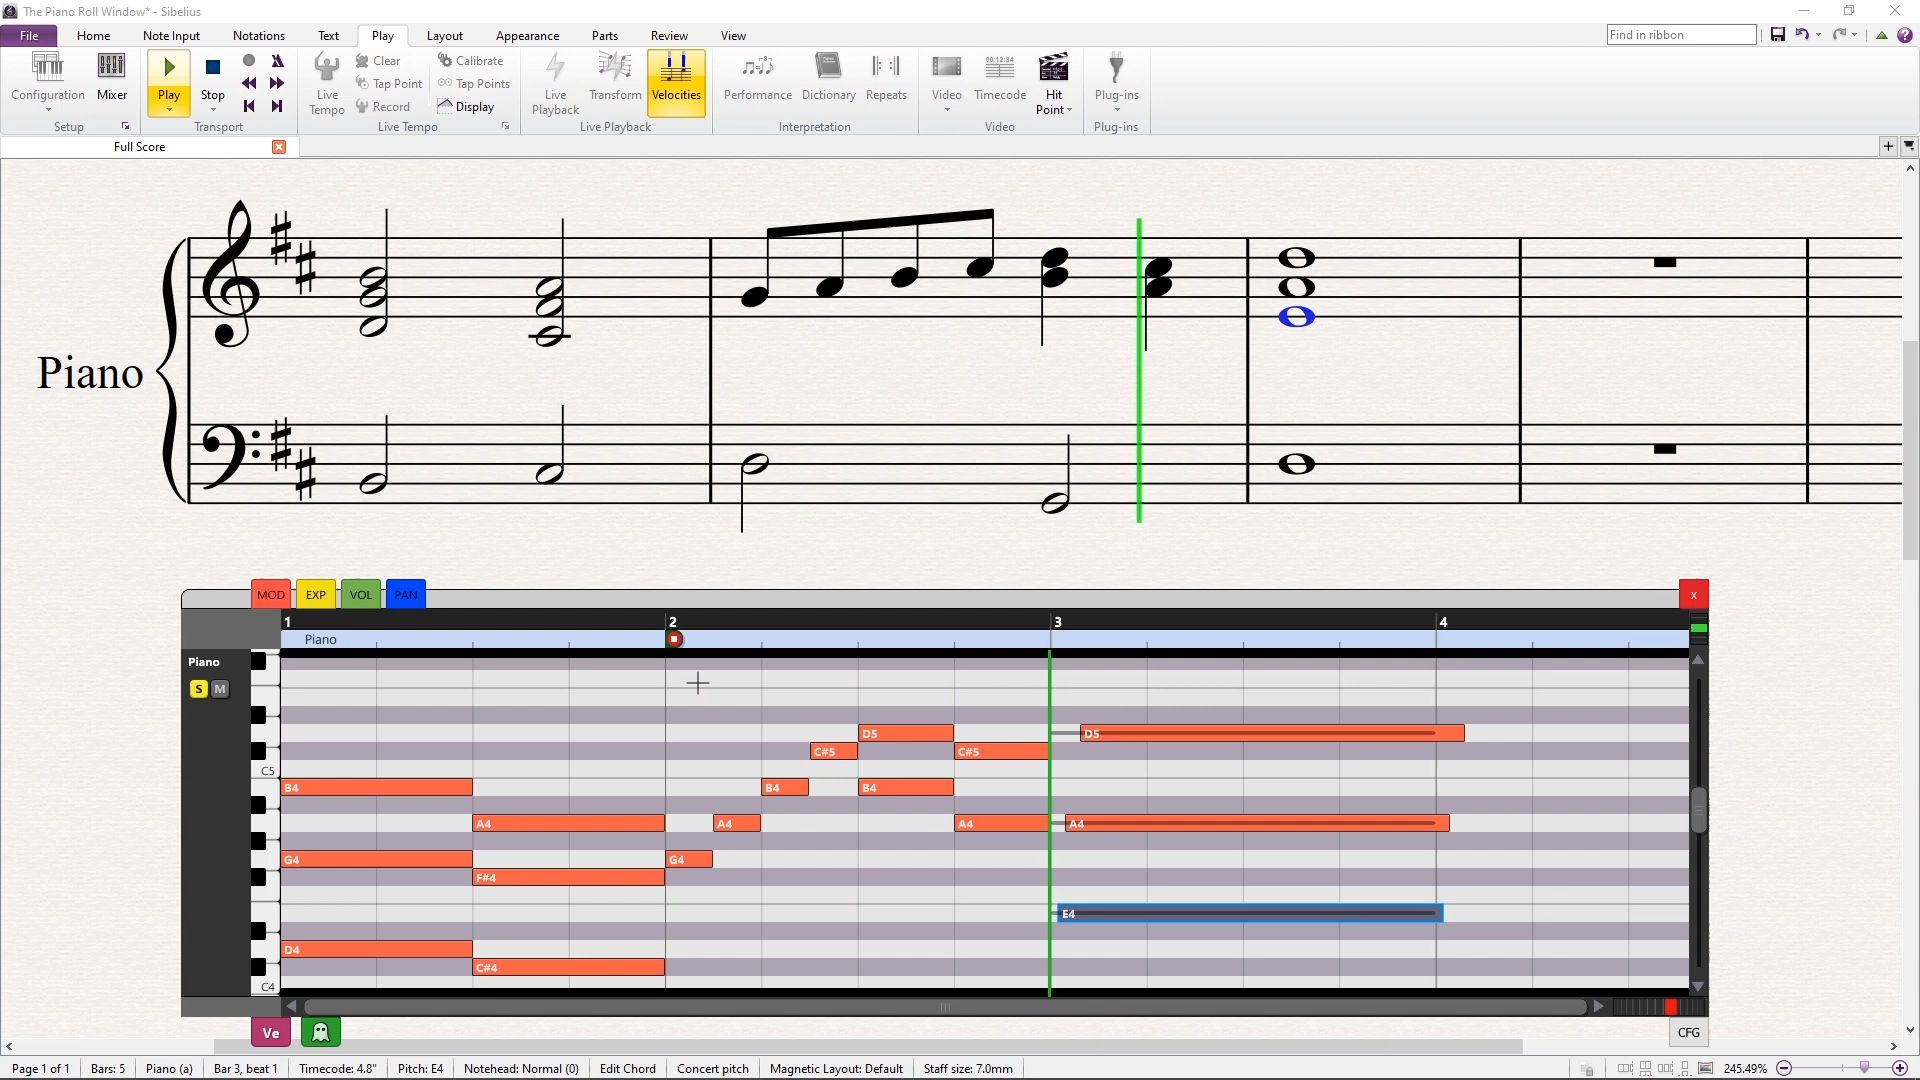 The Piano Roll Window* - Sibelius
File Home Note Input Notations Text Play Layout Appearance Parts Review View Find in ribbon
Configuration Mixer Play Stop Live Tempo Clear Tap Point Record Calibrate Tap Points Display Live Playback Transform Velocities Performance Dictionary Repeats Video Timecode Hit Point Plug-ins
00:12:34
Setup Transport Live Tempo Live Playback Interpretation Video Plug-ins
Full Score
Piano
MOD EXP VOL PAN x
1 2 3 4
Piano
Piano
S M
D5 D5
C#5 C#5
C5
B4 B4 B4
A4 A4 A4 A4
G4 G4
F#4
E4
D4
C#4
C4
Ve CFG
Page 1 of 1 Bars: 5 Piano (a) Bar 3, beat 1 Timecode: 4.8" Pitch: E4 Notehead: Normal (0) Edit Chord Concert pitch Magnetic Layout: Default Staff size: 7.0mm 245.49%